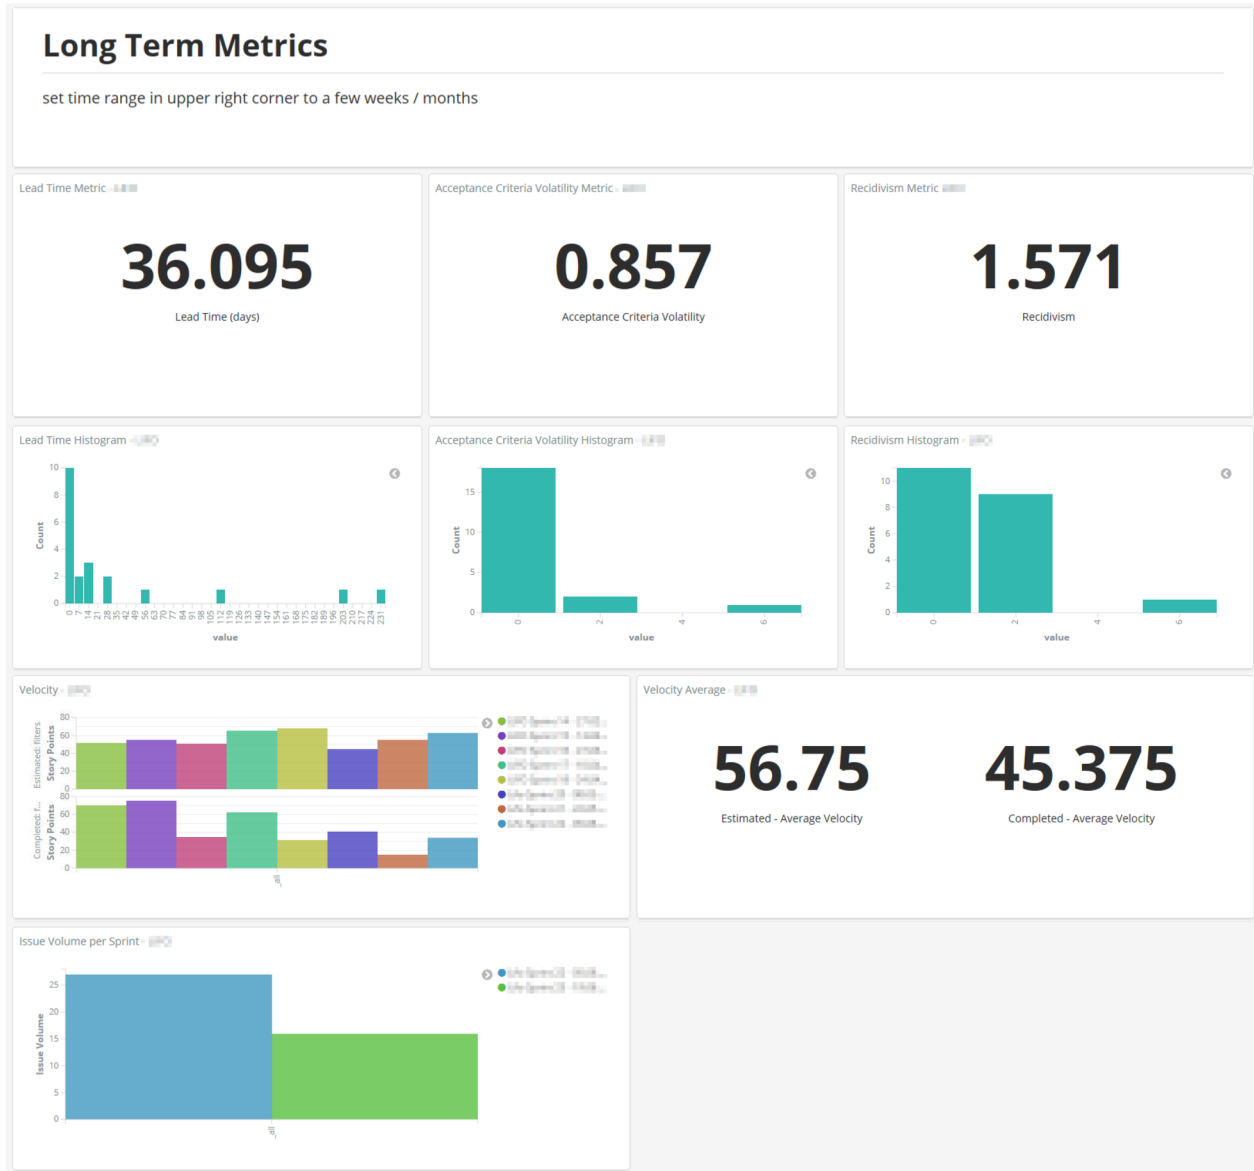 Long Term Metrics
set time range in upper right corner to a few weeks / months
Lead Time Metric
Acceptance Criteria Volatility Metric -
Recidivism Metric
36.095
0.857
1.571
Lead Time (days)
Acceptance Criteria Volatility
Recidivism
Lead Time Histogram -
Acceptance Criteria Volatility Histogram -
Recidivism Histogram -
10
8
6
4
2
0
Count
0 7 14 21 28 35 42 49 56 63 70 77 84 91 98 105 112 119 126 133 140 147 154 161 168 175 182 189 196 203 210 217 224 231
value
15
10
5
0
Count
0 2 4 6
value
10
8
6
4
2
0
Count
0 2 4 6
value
Velocity -
80
60
40
20
0
Estimated: filters
Story Points
80
60
40
20
0
Completed: f...
Story Points
_all
Velocity Average -
56.75
45.375
Estimated - Average Velocity
Completed - Average Velocity
Issue Volume per Sprint -
25
20
15
10
5
0
Issue Volume
_all